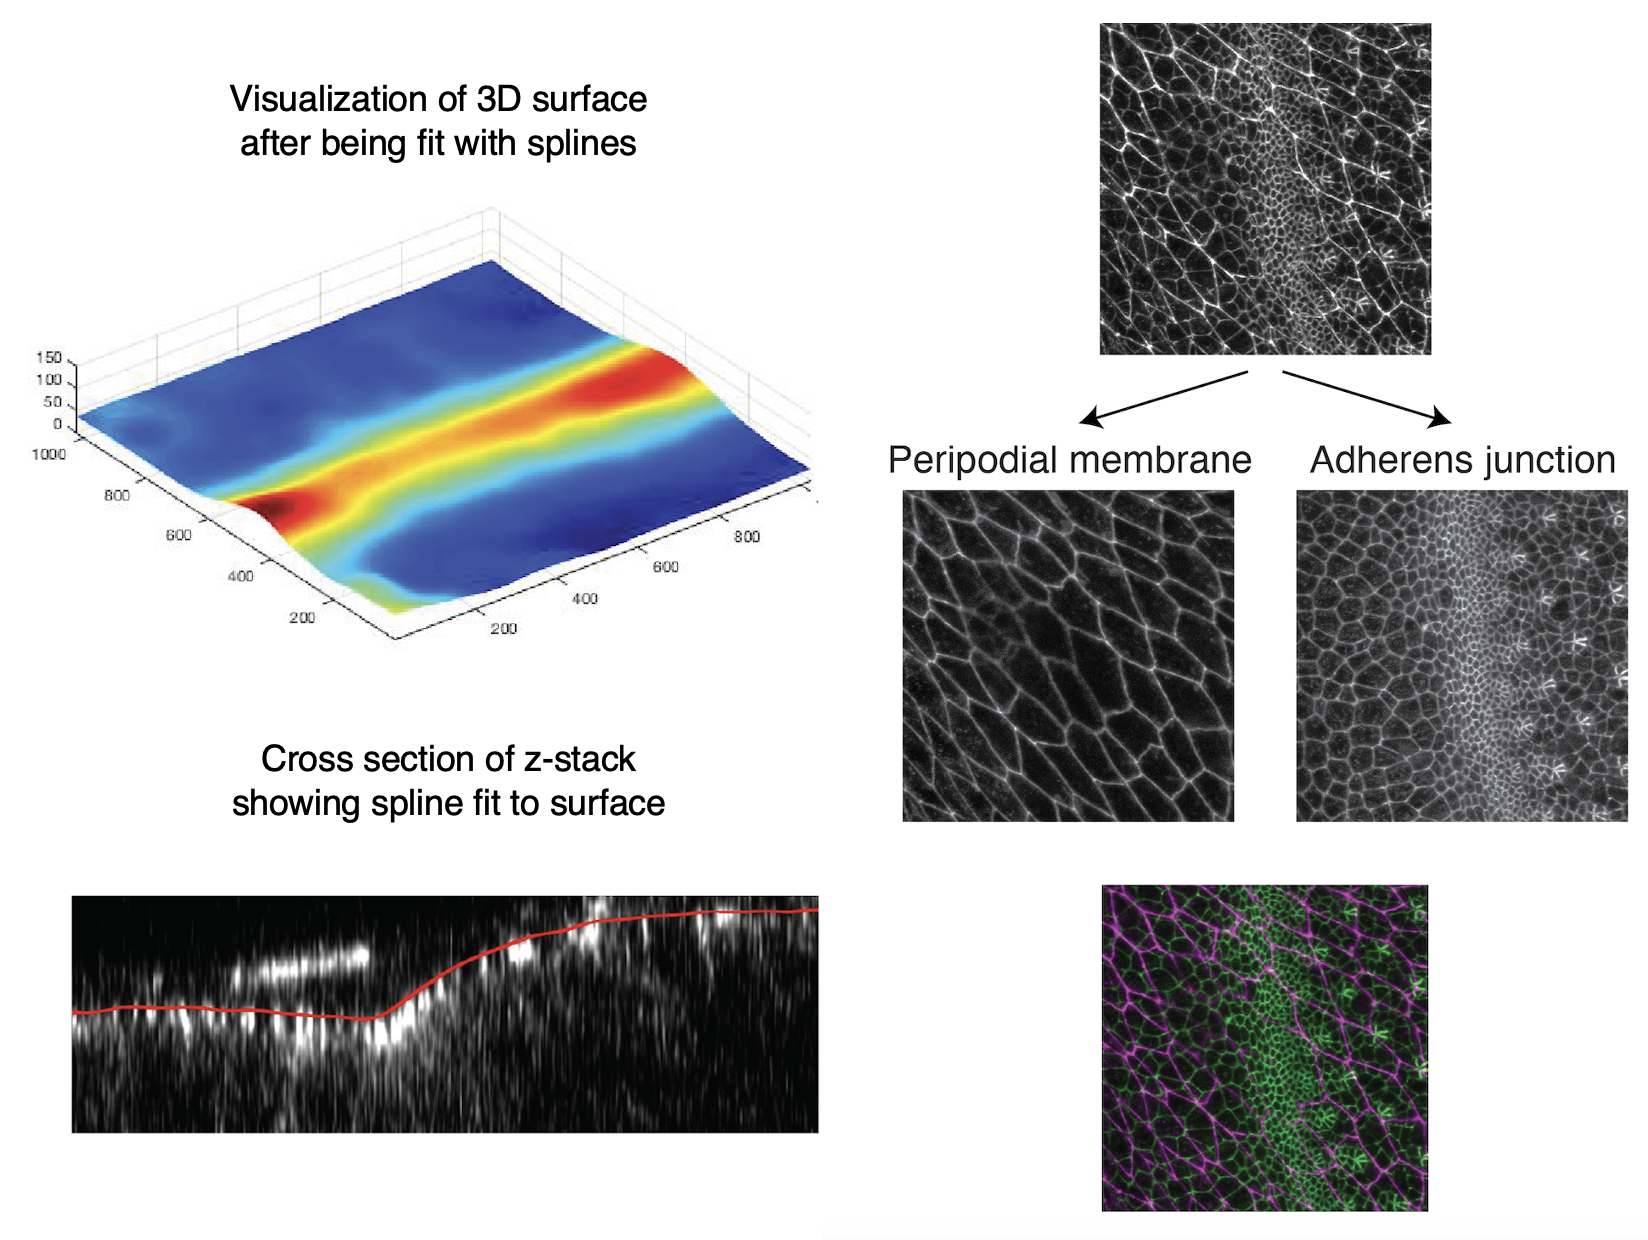 Visualization of 3D surface
after being fit with splines
150
100
50
0
1000
800
600
400
200
200
400
600
800
Cross section of z-stack
showing spline fit to surface
Peripodial membrane
Adherens junction